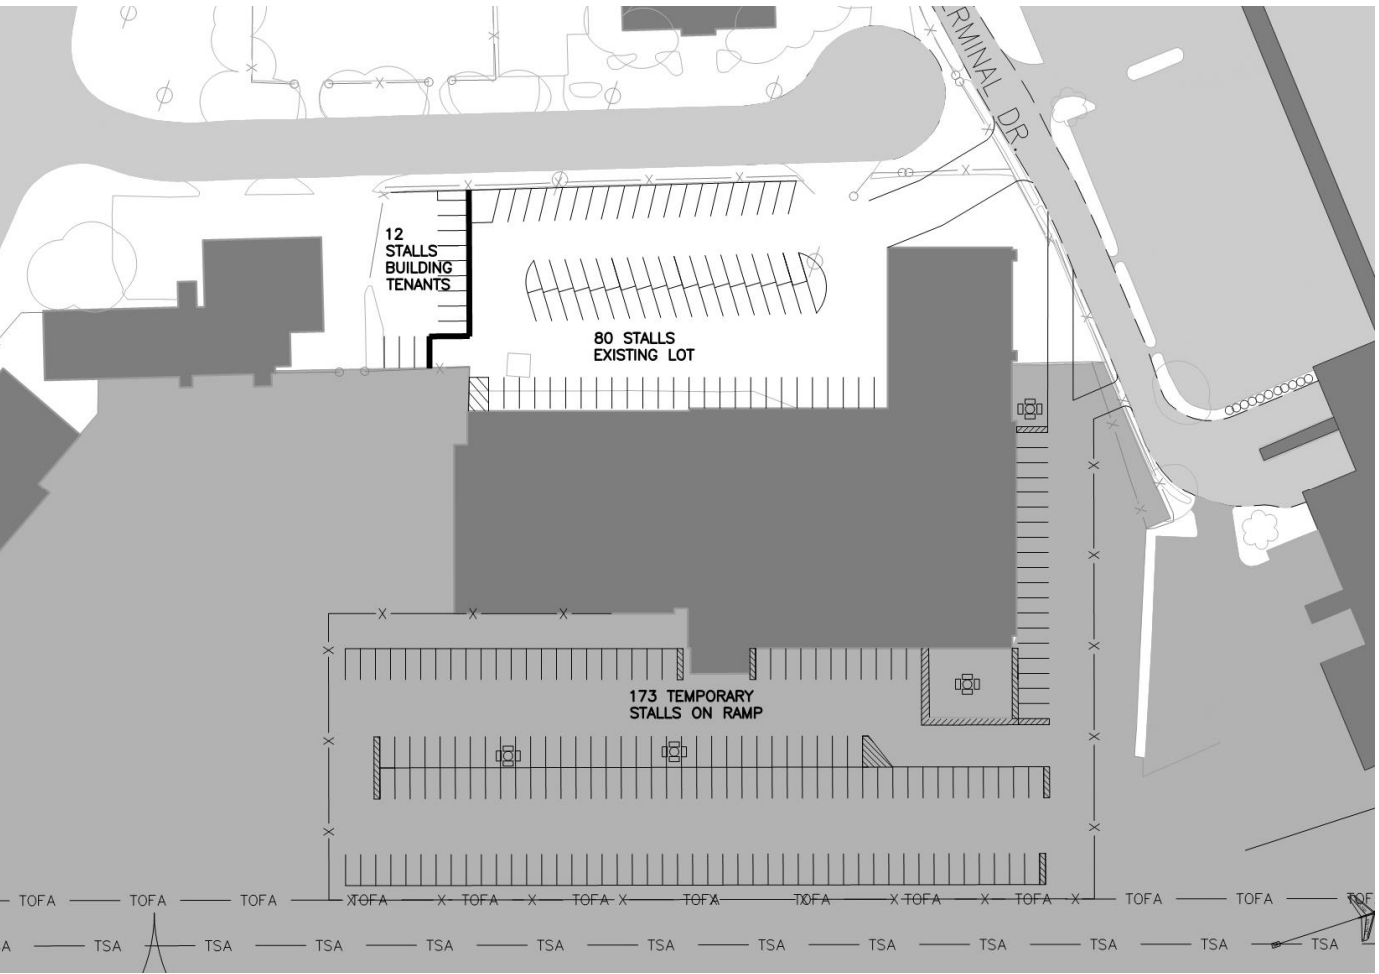 TERMINAL DR.
12
STALLS
BUILDING
TENANTS
80 STALLS
EXISTING LOT
173 TEMPORARY
STALLS ON RAMP
TOFA TOFA TOFA TOFA TOFA TOFA TOFA TOFA TOFA TOFA TOFA TOFA TOF
A TSA TSA TSA TSA TSA TSA TSA TSA TSA TSA TSA TSA